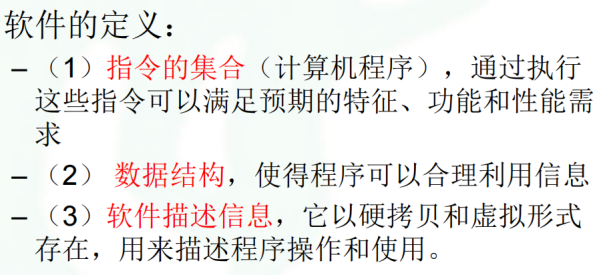 软件的定义：
–（1）指令的集合（计算机程序），通过执行
这些指令可以满足预期的特征、功能和性能需
求
–（2） 数据结构，使得程序可以合理利用信息
–（3）软件描述信息，它以硬拷贝和虚拟形式
存在，用来描述程序操作和使用。